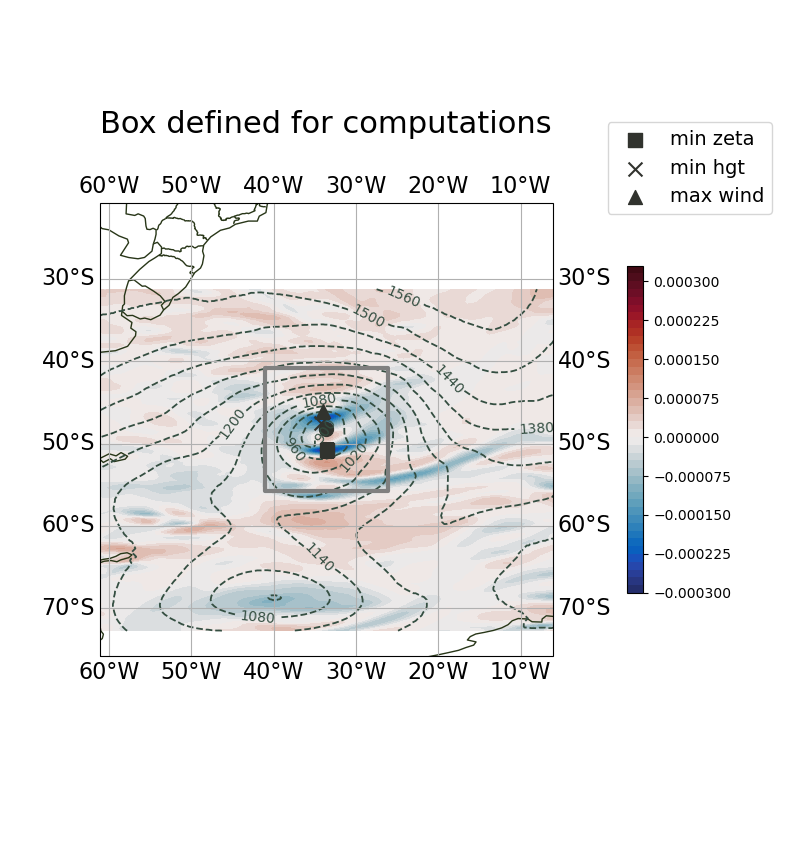 Box defined for computations
min zeta
min hgt
max wind
60°W 50°W 40°W 30°W 20°W 10°W
30°S 30°S
40°S 40°S
50°S 50°S
60°S 60°S
70°S 70°S
60°W 50°W 40°W 30°W 20°W 10°W
1560
1500
1440
1380
1200
1080
960
1020
1140
1080
0.000300
0.000225
0.000150
0.000075
0.000000
−0.000075
−0.000150
−0.000225
−0.000300